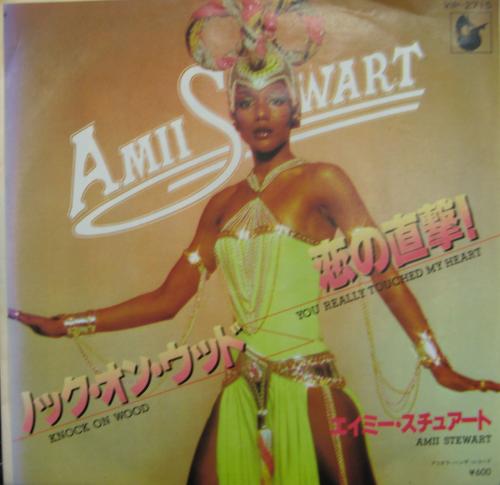 VIP-2715
AMII STEWART
恋の直撃!
YOU REALLY TOUCHED MY HEART
ノック・オン・ウッド
KNOCK ON WOOD
エイミー・スチュアート
AMII STEWART
¥600